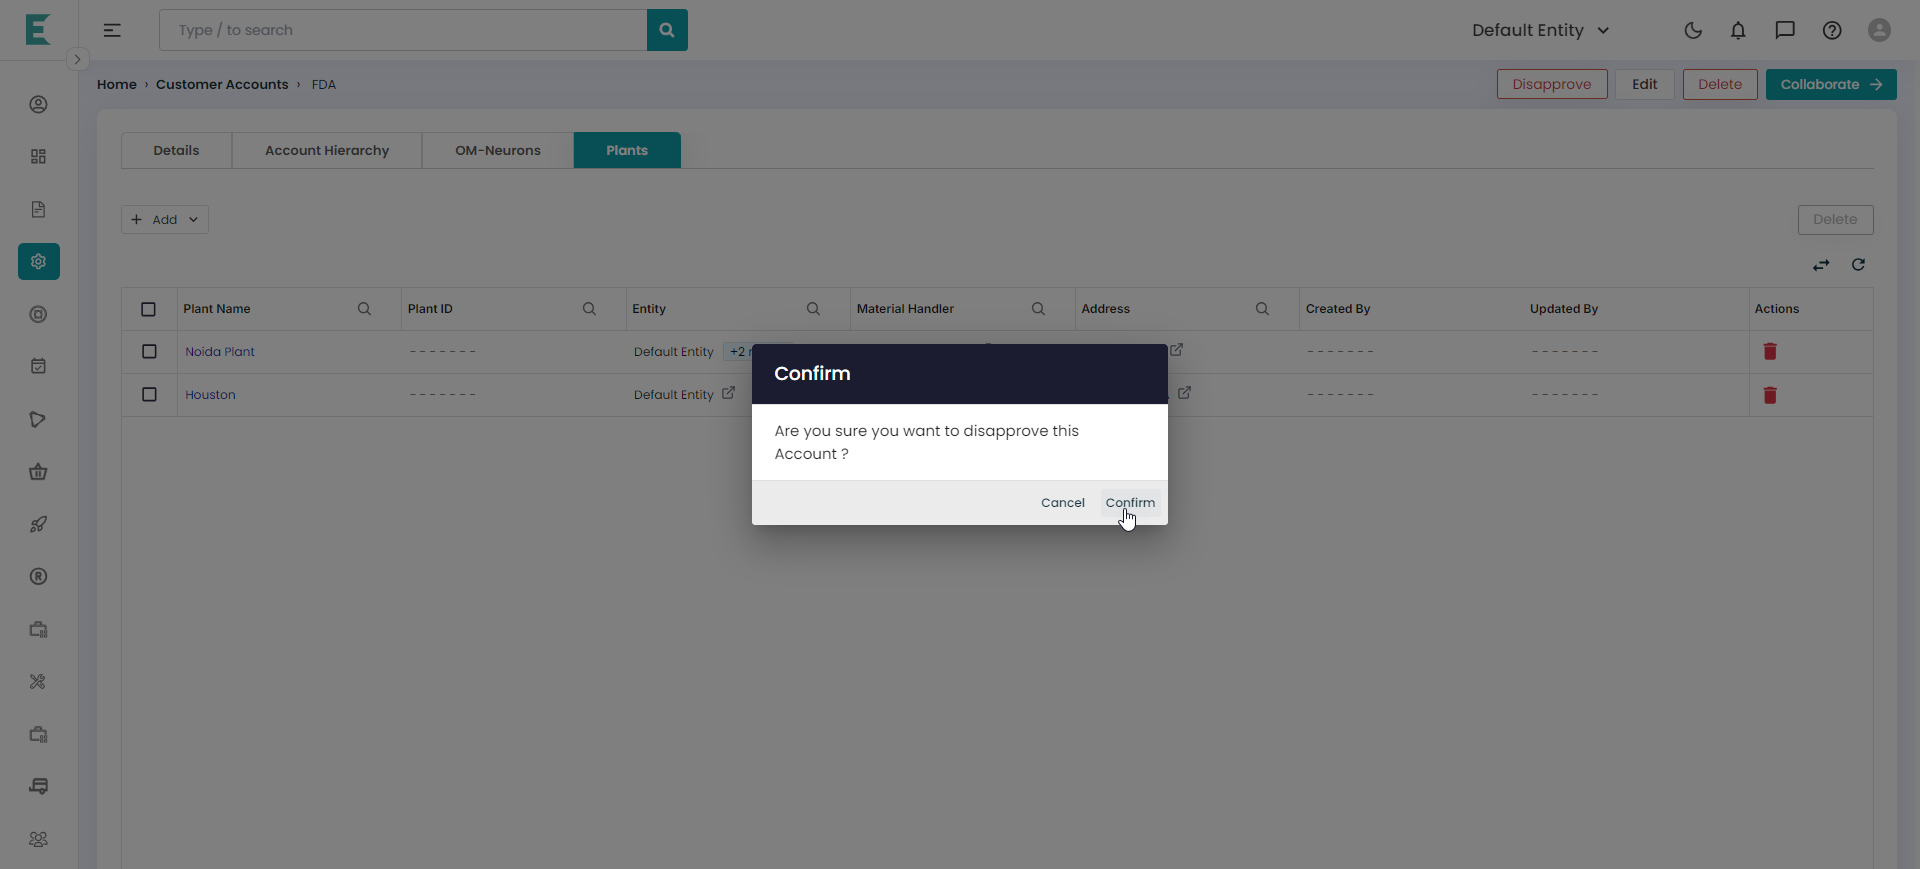 Type / to search
Default Entity
Home › Customer Accounts › FDA
Disapprove
Edit
Delete
Collaborate
Details
Account Hierarchy
OM-Neurons
Plants
Add
Delete
Plant Name
Plant ID
Entity
Material Handler
Address
Created By
Updated By
Actions
Noida Plant
- - - - - - -
Default Entity
+2
- - - - - - -
- - - - - - -
Houston
- - - - - - -
Default Entity
- - - - - - -
- - - - - - -
Confirm
Are you sure you want to disapprove this
Account ?
Cancel
Confirm